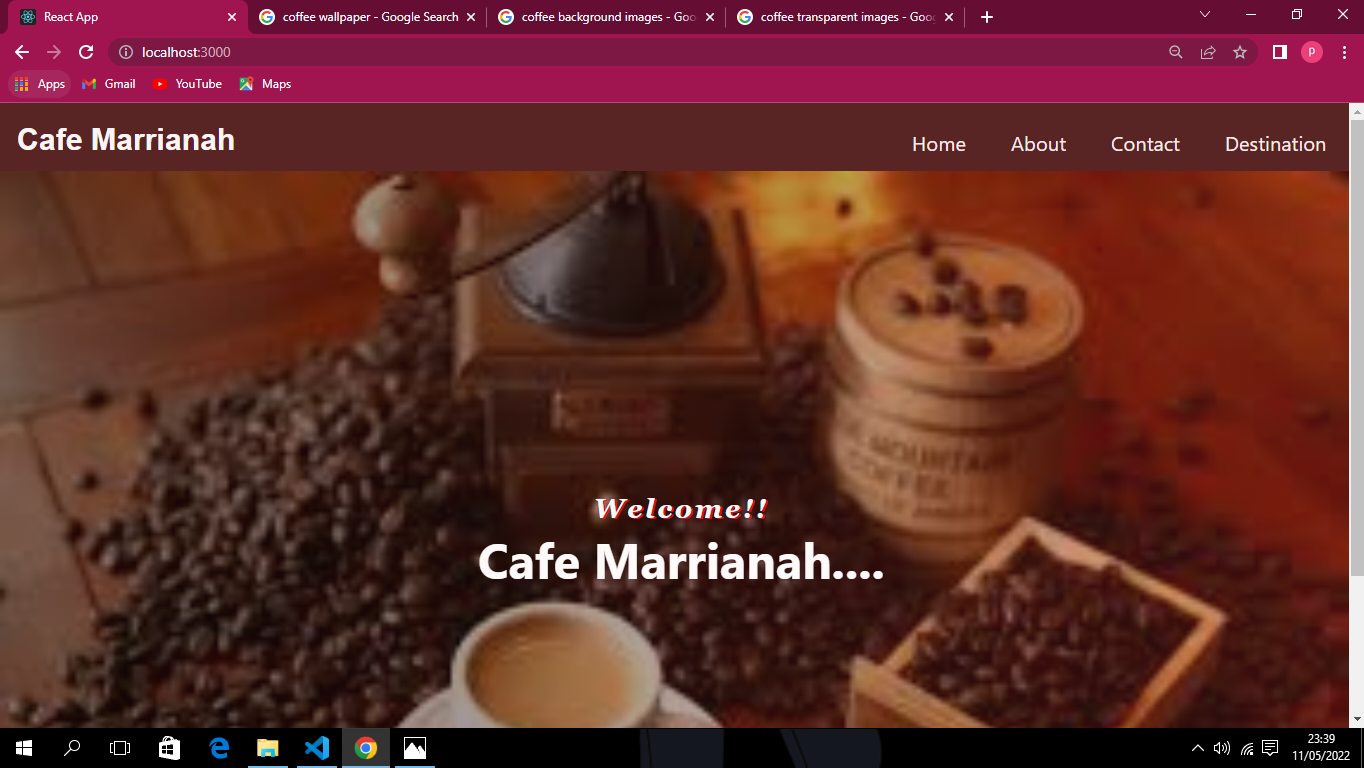 React App
coffee wallpaper - Google Search
coffee background images - Goo
coffee transparent images - Goog
localhost:3000
P
Apps
Gmail
YouTube
Maps
Cafe Marrianah
Home
About
Contact
Destination
MOUNTAIN
COFFEE
Welcome!!
Cafe Marrianah....
23:39
11/05/2022